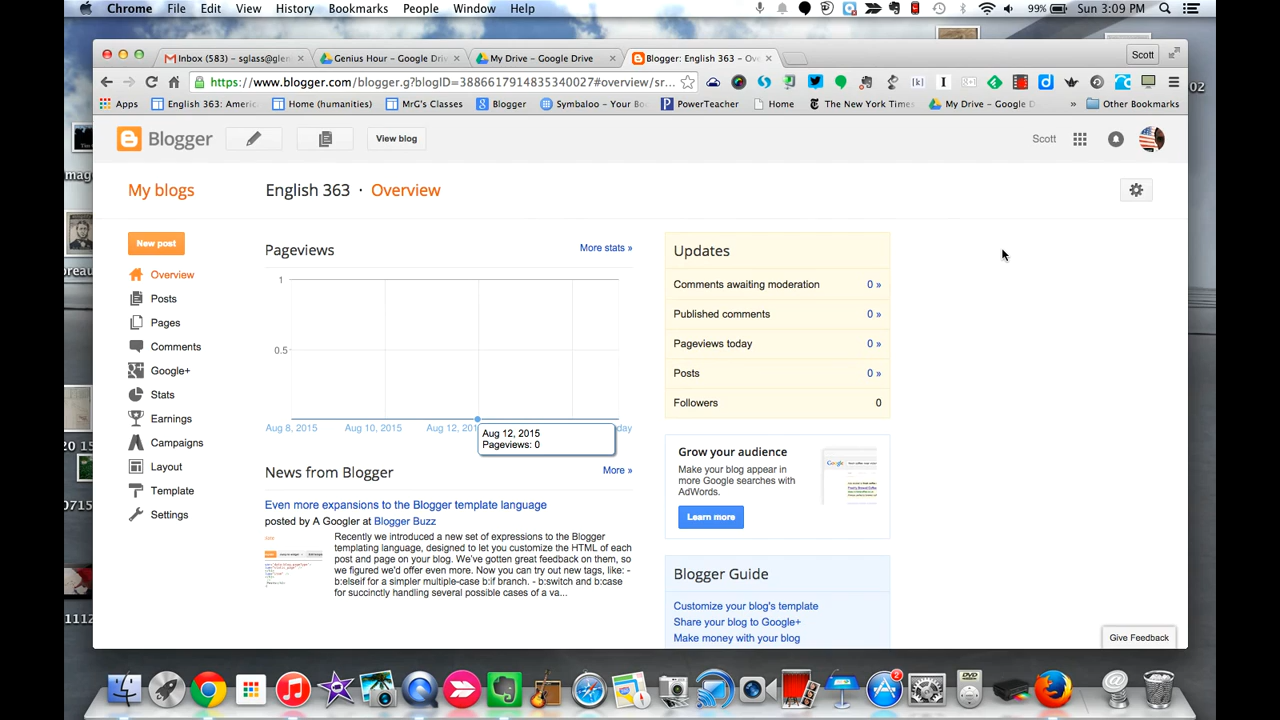 Chrome File Edit View History Bookmarks People Window Help 99% Sun 3:09 PM
Inbox (583) – sglass@glen
Genius Hour - Google Drive
My Drive - Google Drive
Blogger: English 363 - Ove
Scott
https://www.blogger.com/blogger.g?blogID=3886617914835340027#overview/sr...
Apps English 363: Americ Home (humanities) MrG's Classes Blogger Symbaloo - Your Bo PowerTeacher Home The New York Times My Drive - Google D » Other Bookmarks
02
Blogger View blog Scott
imag
My blogs English 363 · Overview
New post
Overview
Posts
Pages
Comments
Google+
Stats
Earnings
Campaigns
Layout
Template
Settings
reau
20 15
0715
1112
Pageviews More stats »
1
0.5
Aug 8, 2015 Aug 10, 2015 Aug 12, 201 day
Aug 12, 2015
Pageviews: 0
News from Blogger More »
Even more expansions to the Blogger template language
posted by A Googler at Blogger Buzz
Recently we introduced a new set of expressions to the Blogger
templating language, designed to let you customize the HTML of each
post and page on your blog. We've gotten great feedback on them, so
we figured we'd offer even more. Now you can try out new tags, like: -
b:elseif for a simpler multiple-case b:if branch. - b:switch and b:case
for succinctly handling several possible cases of a va...
Updates
Comments awaiting moderation 0 »
Published comments 0 »
Pageviews today 0 »
Posts 0 »
Followers 0
Grow your audience
Make your blog appear in
more Google searches with
AdWords.
Learn more
Blogger Guide
Customize your blog's template
Share your blog to Google+
Make money with your blog
Give Feedback